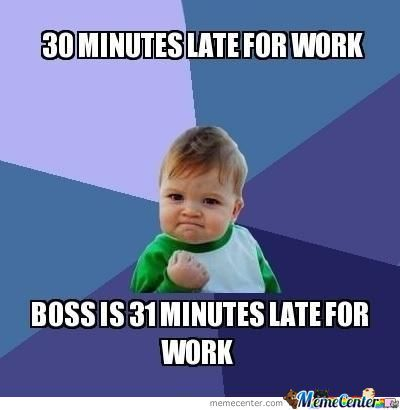 30 MINUTES LATE FOR WORK
BOSS IS 31 MINUTES LATE FOR
WORK
memecenter.com MemeCenter